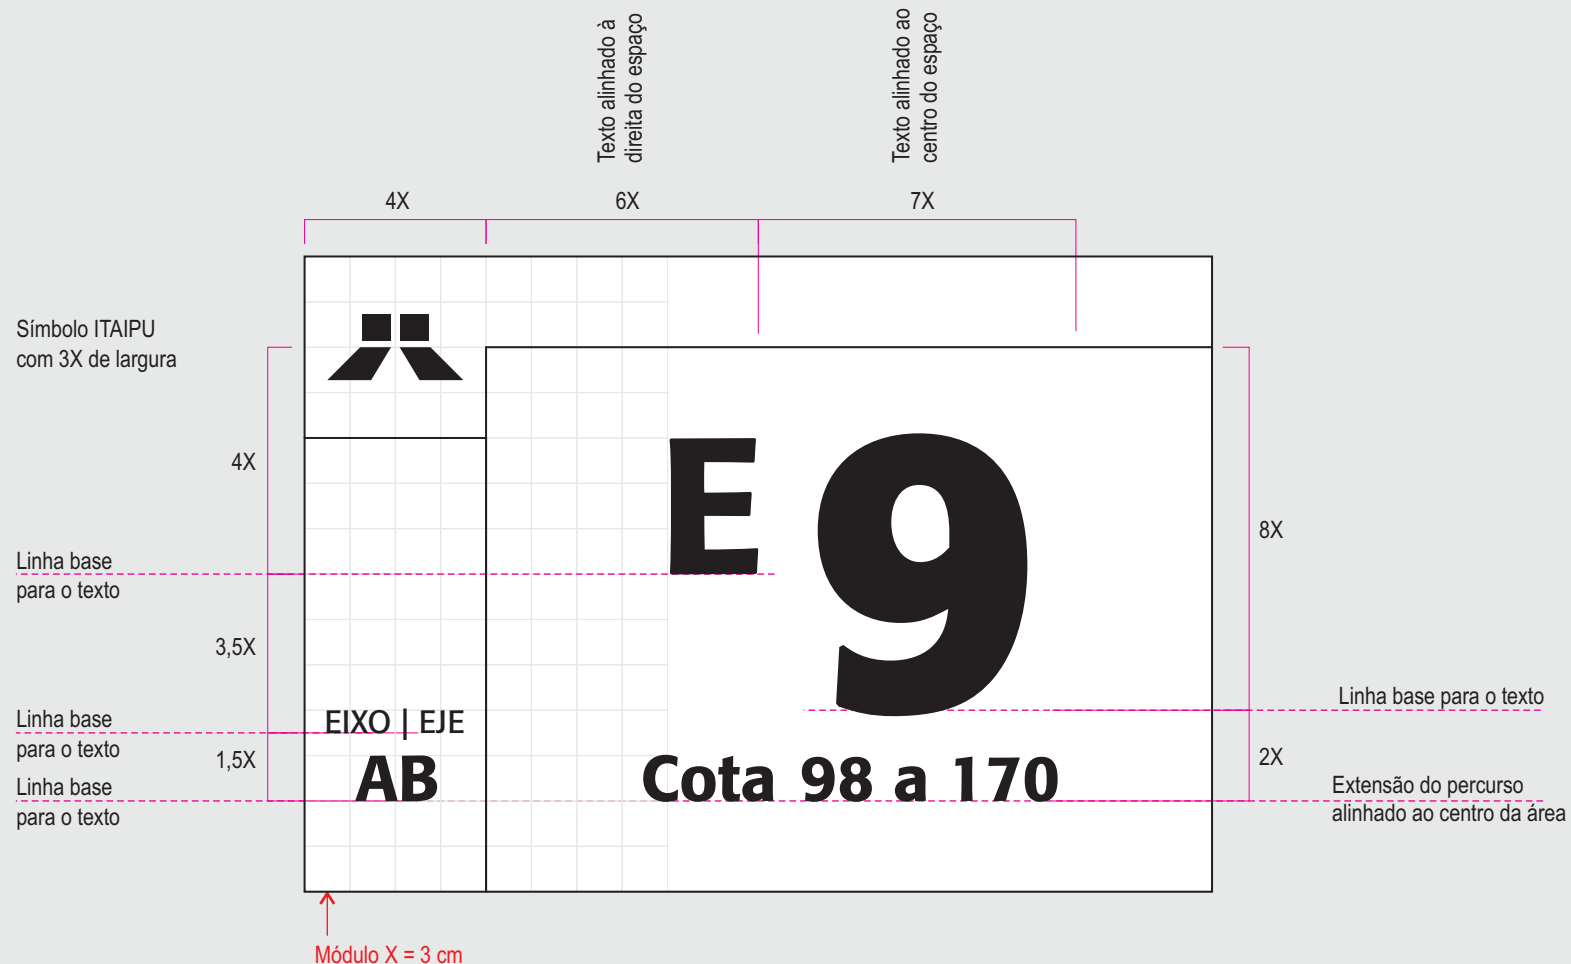 Texto alinhado à
direita do espaço
Texto alinhado ao
centro do espaço
4X
6X
7X
Símbolo ITAIPU
com 3X de largura
4X
E
9
8X
Linha base
para o texto
3,5X
Linha base para o texto
Linha base
para o texto
EIXO | EJE
1,5X
2X
AB
Cota 98 a 170
Linha base
para o texto
Extensão do percurso
alinhado ao centro da área
Módulo X = 3 cm